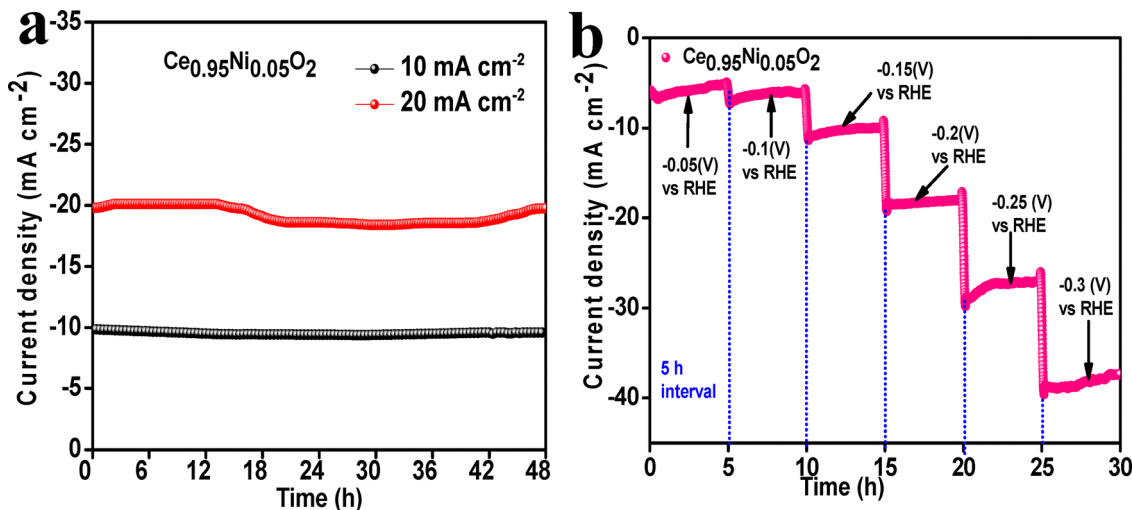 a
Ce0.95Ni0.05O2
10 mA cm-2
20 mA cm-2
-35
-30
-25
-20
-15
-10
-5
0
Current density (mA cm-2)
0 6 12 18 24 30 36 42 48
Time (h)
b
Ce0.95Ni0.05O2
-0.05(V)
vs RHE
-0.1(V)
vs RHE
-0.15(V)
vs RHE
-0.2(V)
vs RHE
-0.25 (V)
vs RHE
-0.3 (V)
vs RHE
5 h
interval
0
-10
-20
-30
-40
Current density (mA cm-2)
0 5 10 15 20 25 30
Time (h)